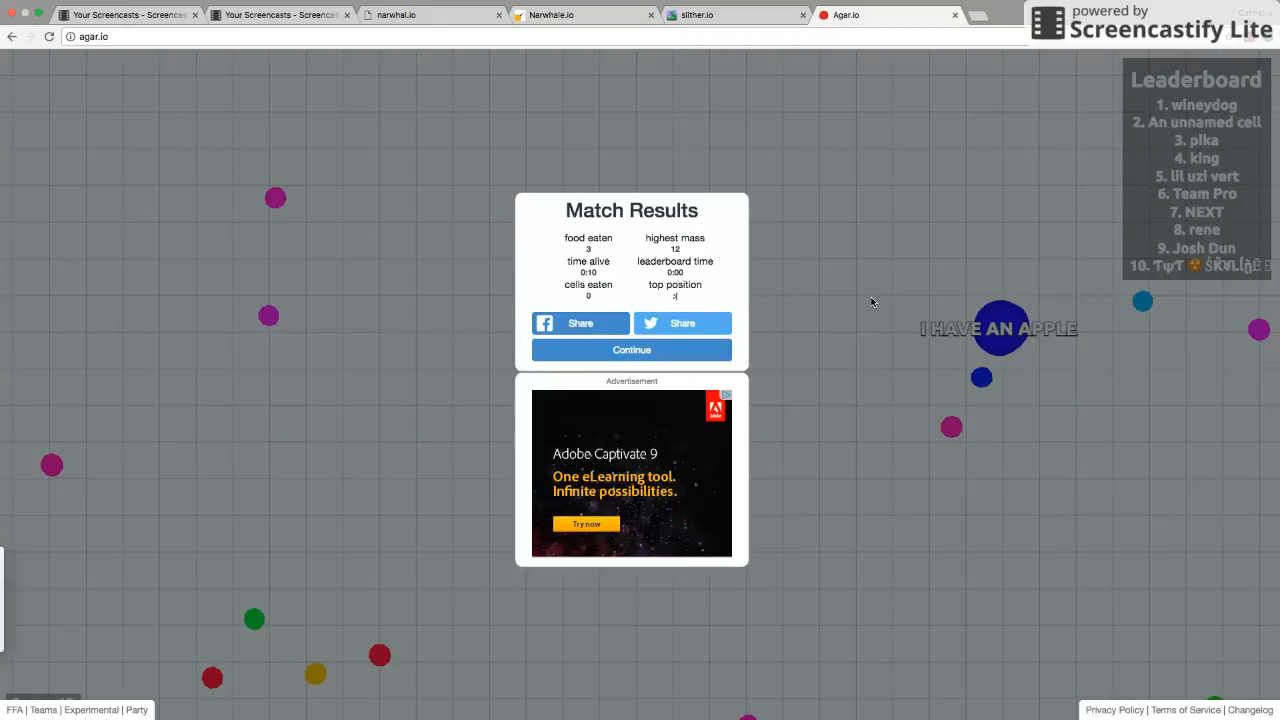 Your Screencasts - Screencas
Your Screencasts - Screencas
narwhal.io
Narwhale.io
slither.io
Agar.io
agar.io
powered by
Screencastify Lite
Leaderboard
1. wineydog
2. An unnamed cell
3. pika
4. king
5. lil uzi vert
6. Team Pro
7. NEXT
8. rene
9. Josh Dun
10.
Match Results
food eaten
3
highest mass
12
time alive
0:10
leaderboard time
0:00
cells eaten
0
top position
:(
Share
Share
Continue
I HAVE AN APPLE
Advertisement
Adobe
Adobe Captivate 9
One eLearning tool.
Infinite possibilities.
Try now
FFA | Teams | Experimental | Party
Privacy Policy | Terms of Service | Changelog